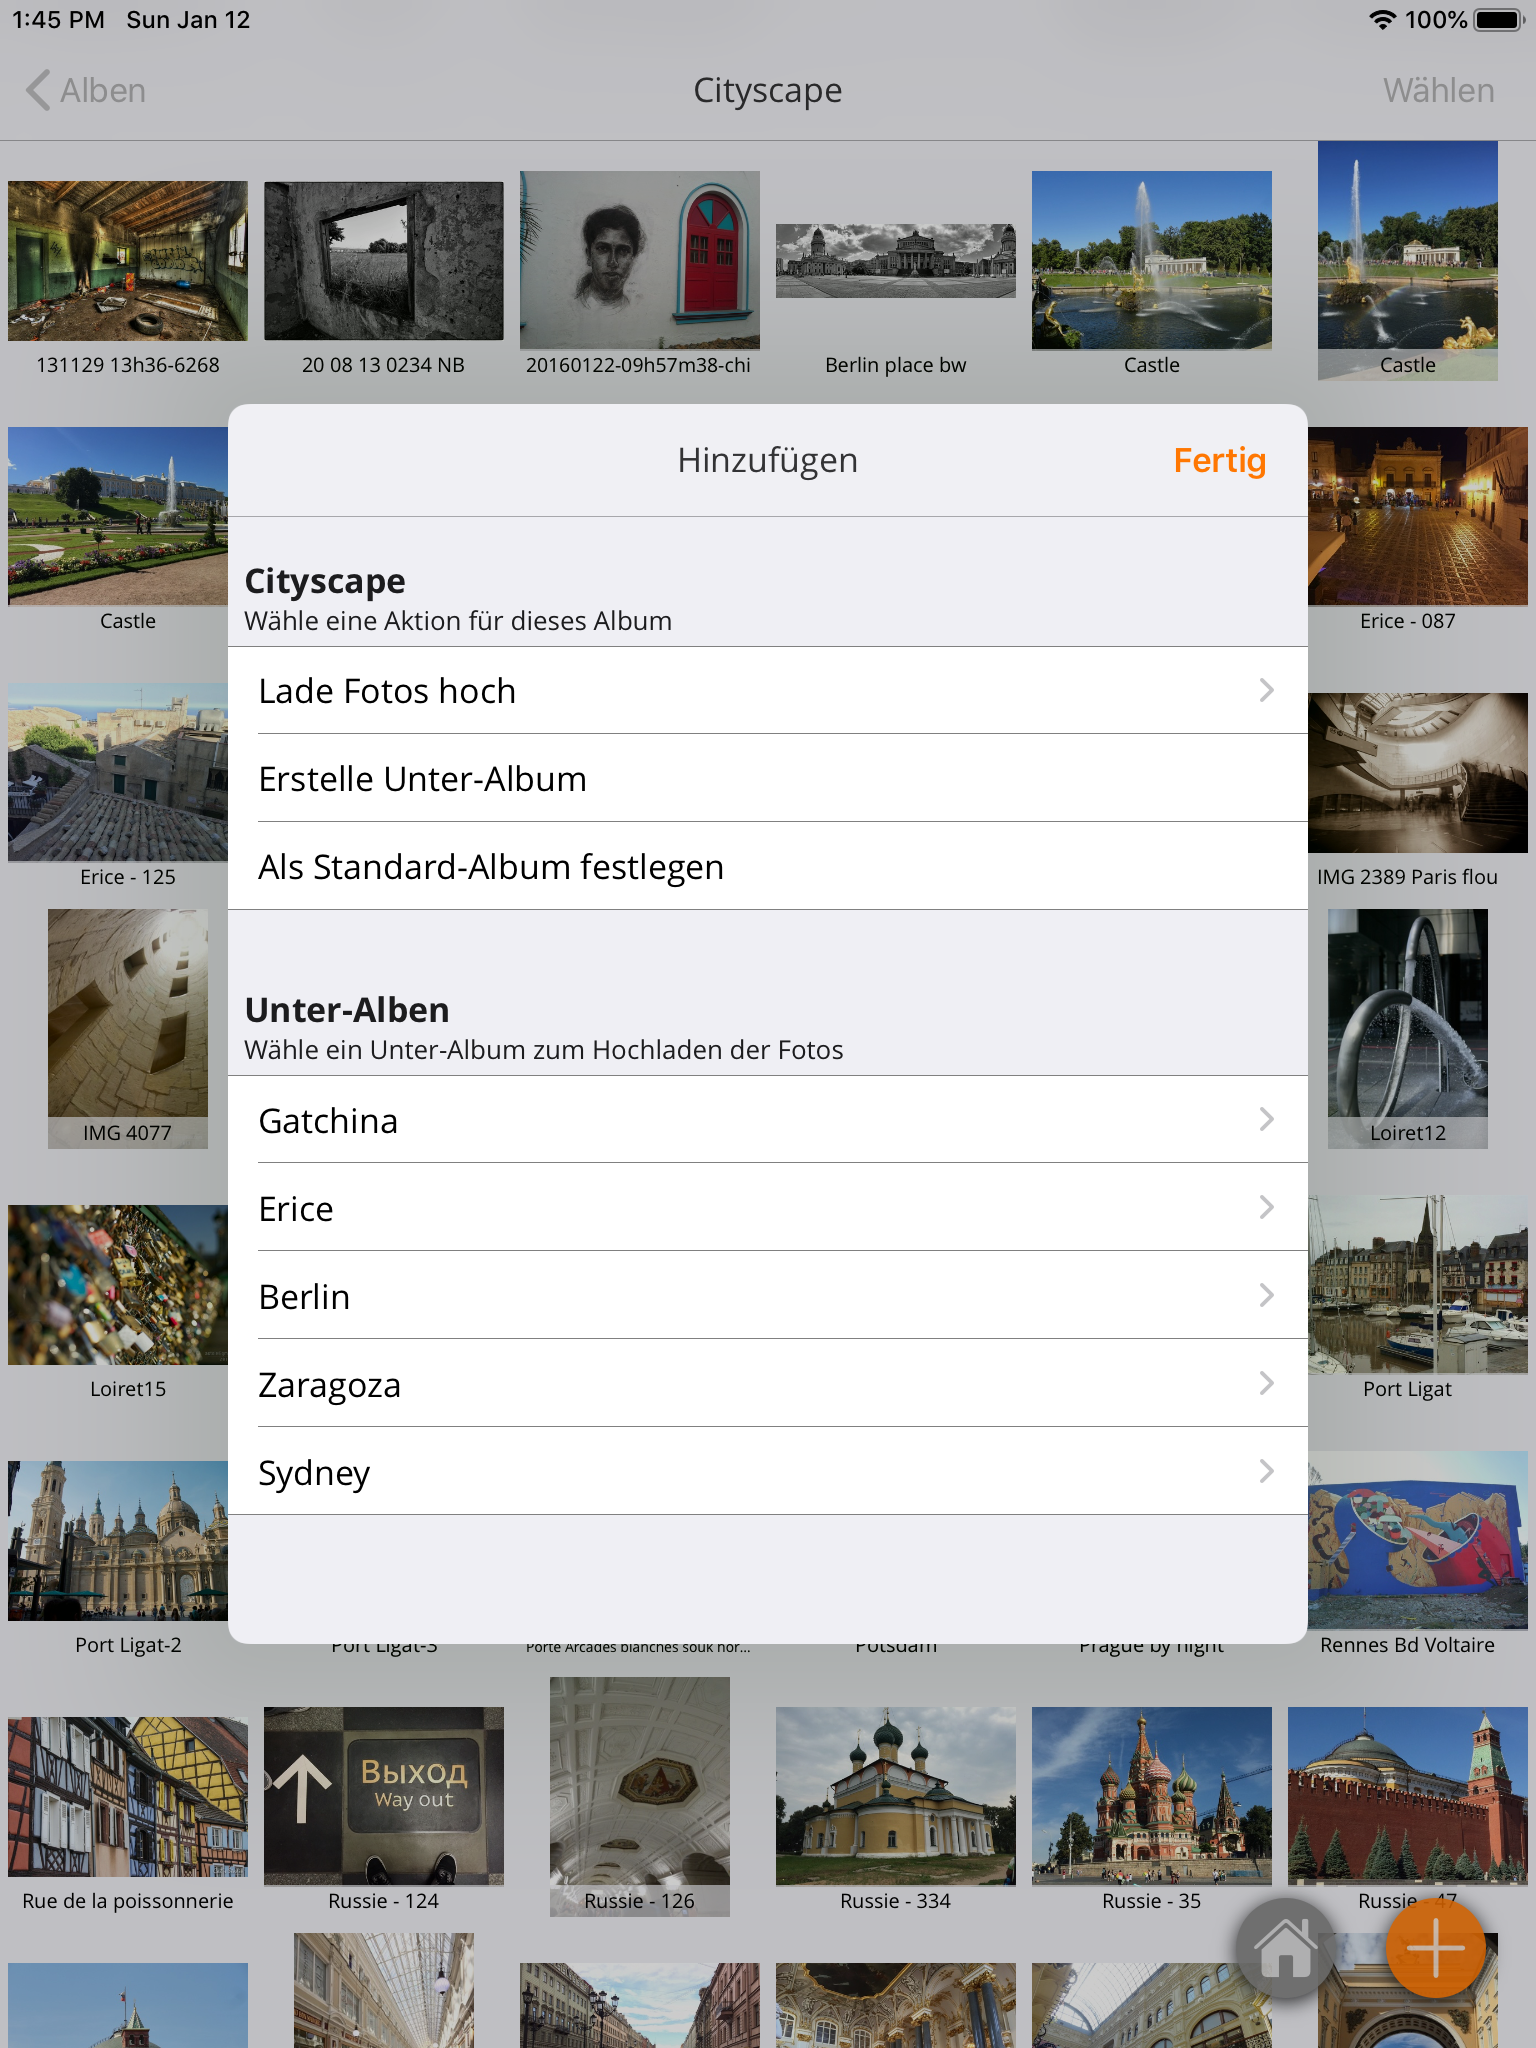 1:45 PM Sun Jan 12 100%
Alben Cityscape Wählen
131129 13h36-6268
20 08 13 0234 NB
20160122-09h57m38-chi
Berlin place bw
Castle
Castle
Hinzufügen Fertig
Cityscape
Wähle eine Aktion für dieses Album
Lade Fotos hoch
Erstelle Unter-Album
Als Standard-Album festlegen
Unter-Alben
Wähle ein Unter-Album zum Hochladen der Fotos
Gatchina
Erice
Berlin
Zaragoza
Sydney
Castle
Erice - 087
Erice - 125
IMG 2389 Paris flou
IMG 4077
Loiret12
Loiret15
Port Ligat
Port Ligat-2
Port Ligat-3
Porte Arcades blanches souk hor...
Potsdam
Prague by night
Rennes Bd Voltaire
Выход
Way out
Rue de la poissonnerie
Russie - 124
Russie - 126
Russie - 334
Russie - 35
Russie - 47